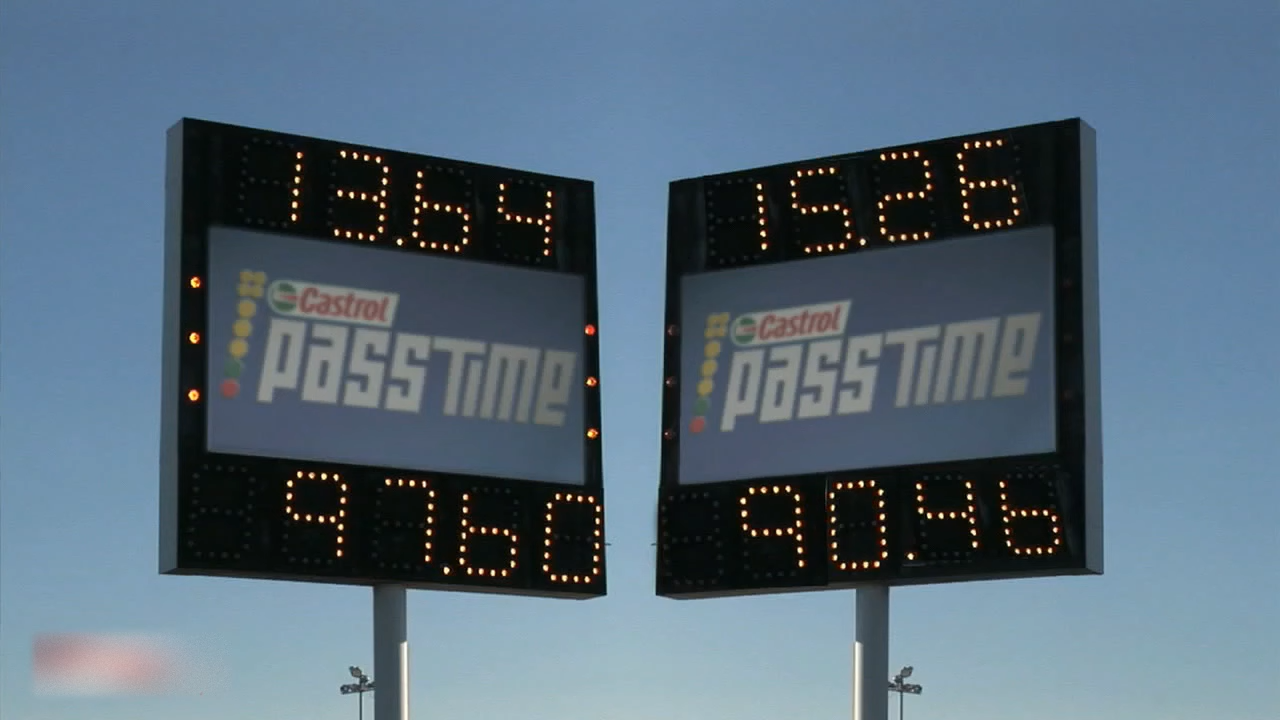 13.64
Castrol
PASSTIME
97.60
15.26
Castrol
PASSTIME
90.46